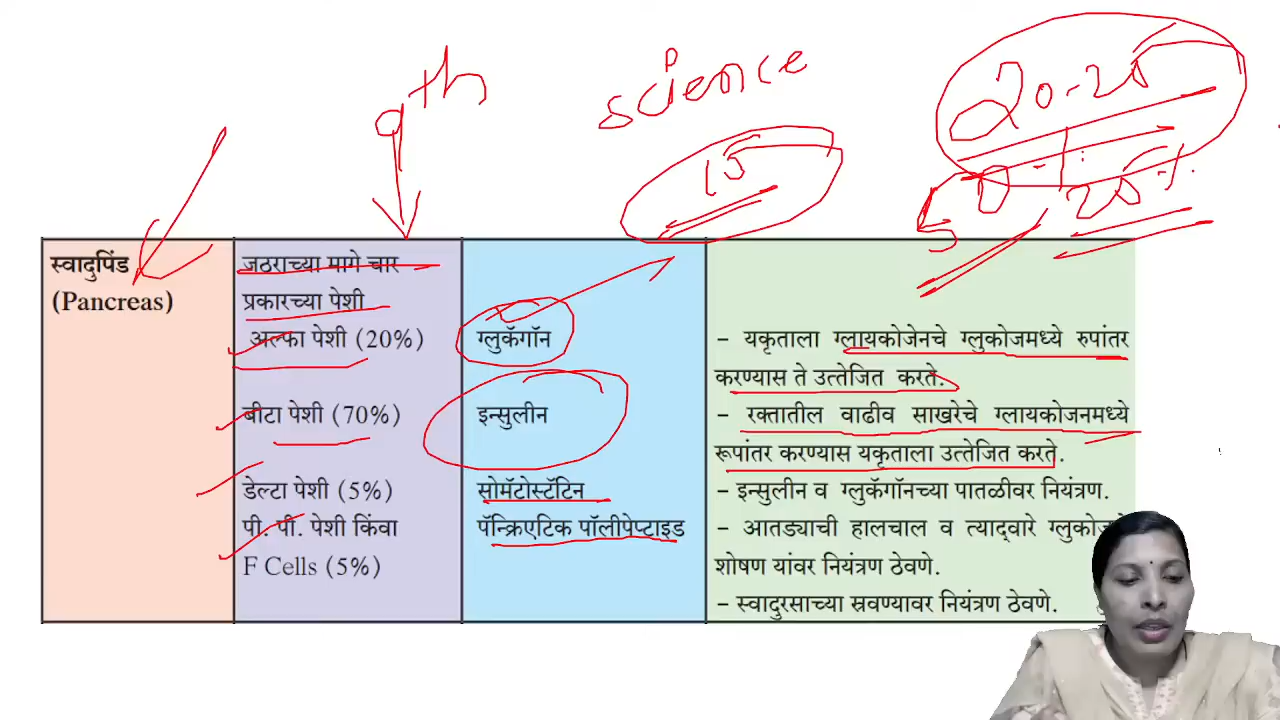 9th
science
20-25
15
50%
25%
स्वादुपिंड
(Pancreas)
जठराच्या मागे चार
प्रकारच्या पेशी
अल्फा पेशी (20%)
बीटा पेशी (70%)
डेल्टा पेशी (5%)
पी. पी. पेशी किंवा
F Cells (5%)
ग्लुकॅगॉन
इन्सुलीन
सोमॅटोस्टॅटिन
पॅन्क्रिएटिक पॉलीपेप्टाइड
– यकृताला ग्लायकोजेनचे ग्लुकोजमध्ये रुपांतर
करण्यास ते उत्तेजित करते.
– रक्तातील वाढीव साखरेचे ग्लायकोजनमध्ये
रूपांतर करण्यास यकृताला उत्तेजित करते.
– इन्सुलीन व ग्लुकॅगॉनच्या पातळीवर नियंत्रण.
– आतड्याची हालचाल व त्याद्वारे
शोषण यांवर नियंत्रण ठेवणे.
– स्वादुरसाच्या स्रवण्यावर नियंत्रण ठेवणे.